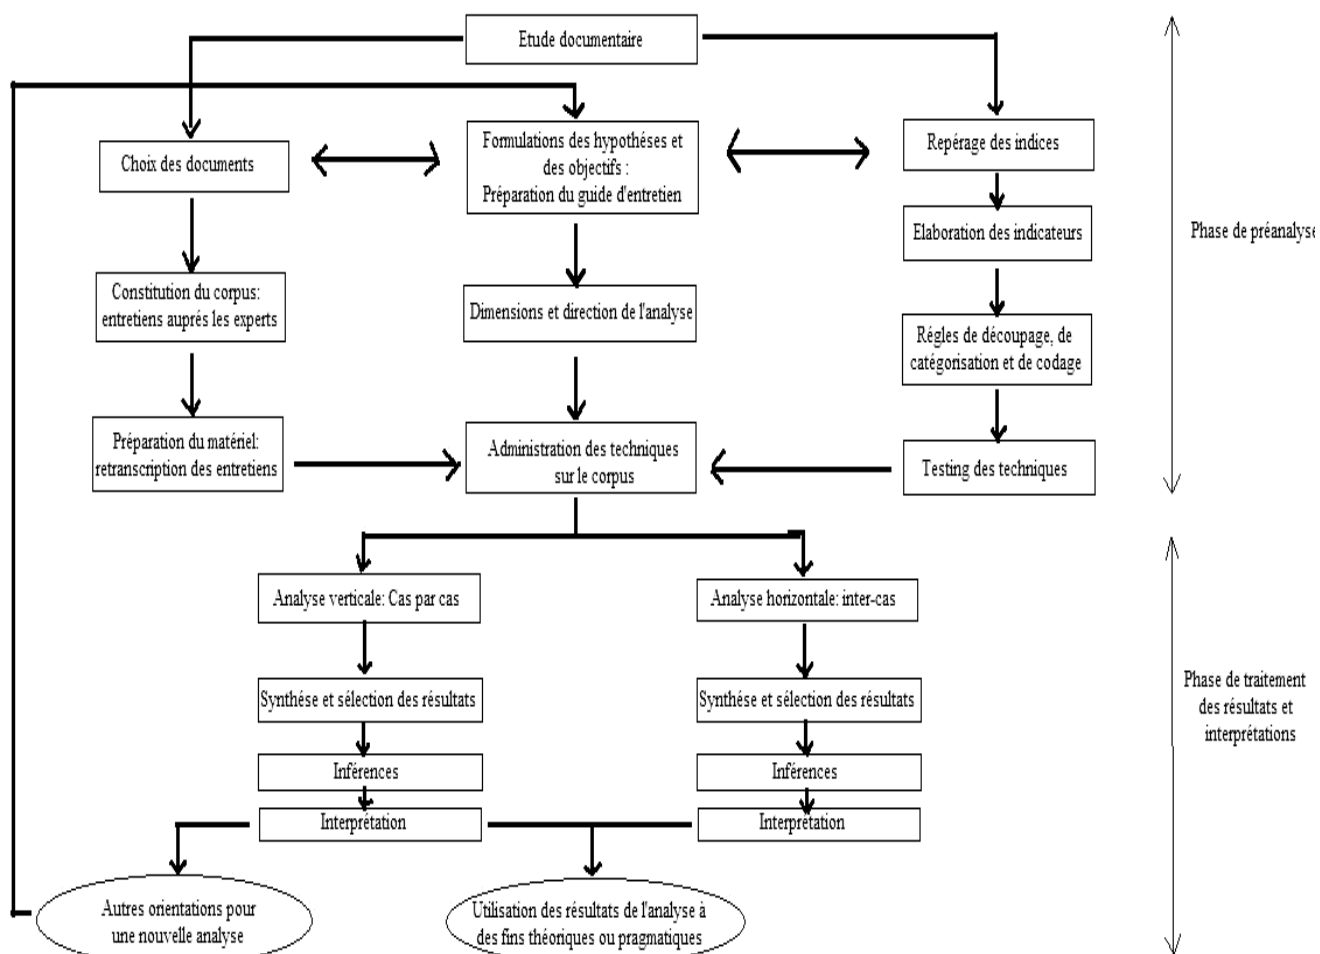 Etude documentaire
Choix des documents
Formulations des hypothéses et
des objectifs :
Préparation du guide d'entretien
Repérage des indices
Elaboration des indicateurs
Phase de préanalyse
Constitution du corpus:
entretiens auprés les experts
Dimensions et direction de l'analyse
Régles de découpage, de
catégorisation et de codage
Préparation du matériel:
retranscription des entretiens
Administration des techniques
sur le corpus
Testing des techniques
Analyse verticale: Cas par cas
Analyse horizontale: inter-cas
Synthése et sélection des résultats
Synthése et sélection des résultats
Phase de traitement
des résultats et
interprétations
Inférences
Inférences
Interprétation
Interprétation
Autres orientations pour
une nouvelle analyse
Utilisation des résultats de l'analyse à
des fins théoriques ou pragmatiques